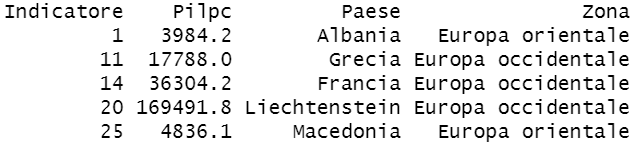 Indicatore Pilpc Paese Zona
1 3984.2 Albania Europa orientale
11 17788.0 Grecia Europa occidentale
14 36304.2 Francia Europa occidentale
20 169491.8 Liechtenstein Europa occidentale
25 4836.1 Macedonia Europa orientale